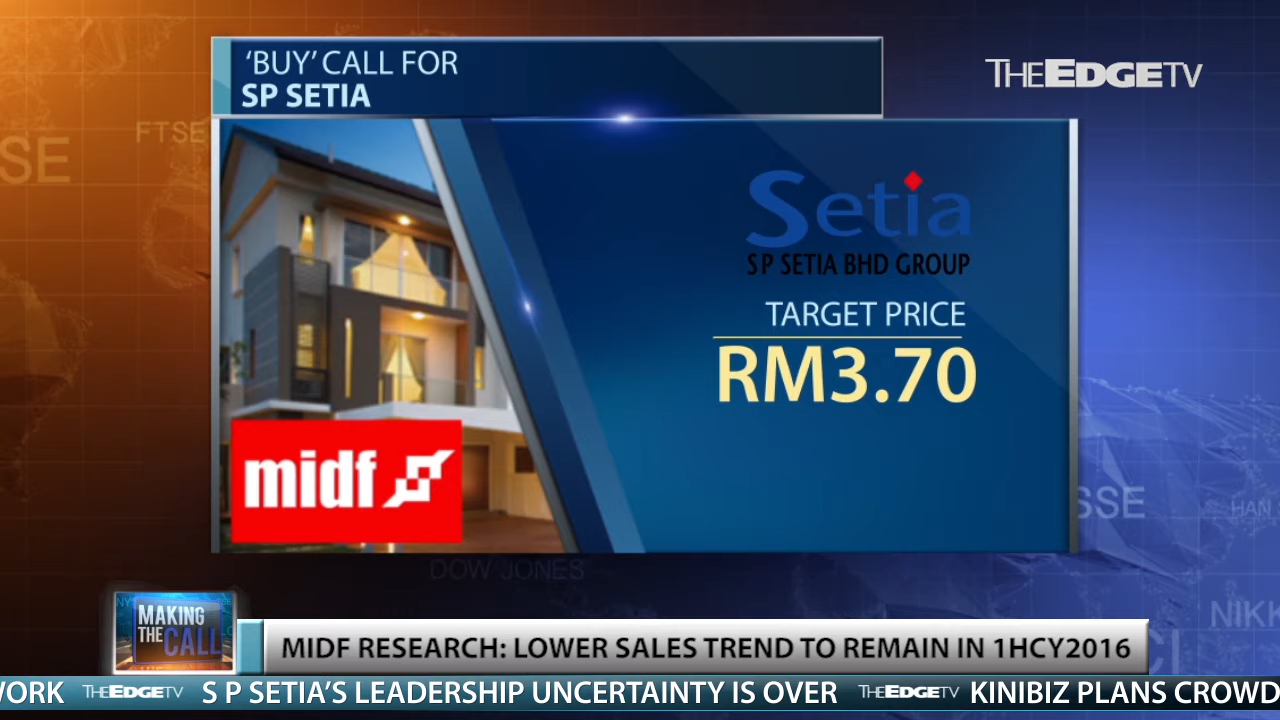 'BUY' CALL FOR
SP SETIA
THEEDGETV
FTSE
SE
Setia
SP SETIA BHD GROUP
TARGET PRICE
RM3.70
midf
SSE
HAN
DOW JONES
NIKK
CI
MAKING
THE CALL
MIDF RESEARCH: LOWER SALES TREND TO REMAIN IN 1HCY2016
WORK THEEDGETV S P SETIA'S LEADERSHIP UNCERTAINTY IS OVER THEEDGETV KINIBIZ PLANS CROWD